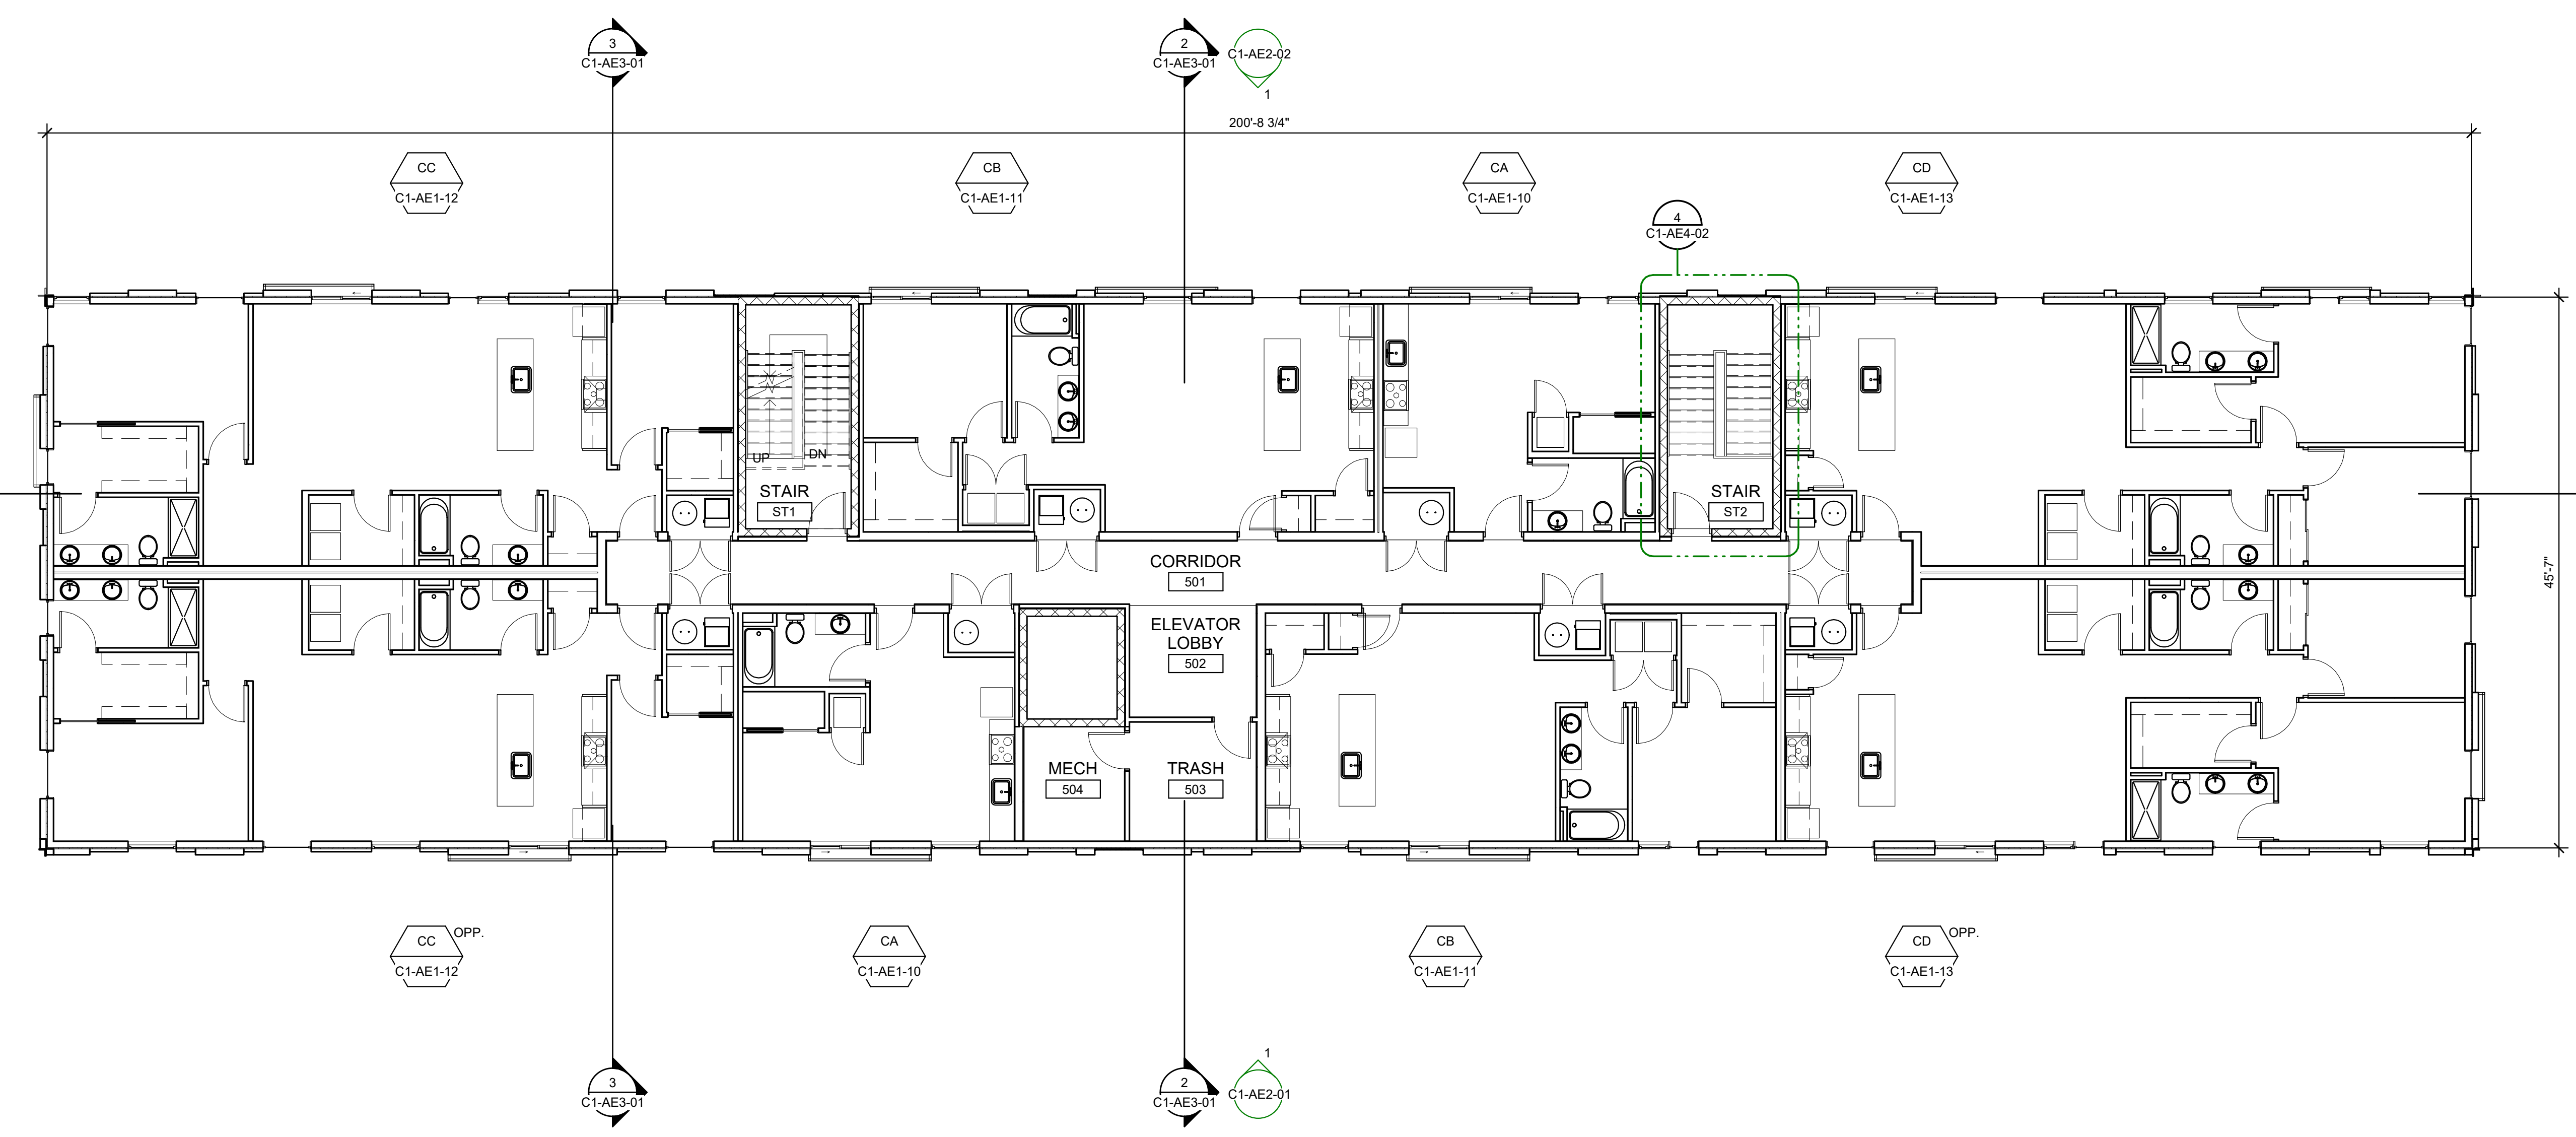 3
C1-AE3-01
2
C1-AE3-01
C1-AE2-02
1
200'-8 3/4"
CC
C1-AE1-12
CB
C1-AE1-11
CA
C1-AE1-10
CD
C1-AE1-13
4
C1-AE4-02
UP
DN
STAIR
ST1
STAIR
ST2
CORRIDOR
501
45'-7"
ELEVATOR
LOBBY
502
MECH
504
TRASH
503
CC
OPP.
C1-AE1-12
CA
C1-AE1-10
CB
C1-AE1-11
CD
OPP.
C1-AE1-13
3
C1-AE3-01
2
C1-AE3-01
1
C1-AE2-01